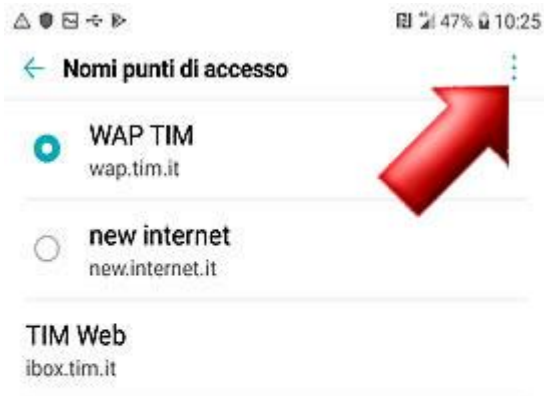 47% 10:25
Nomi punti di accesso
WAP TIM
wap.tim.it
new internet
new.internet.it
TIM Web
ibox.tim.it